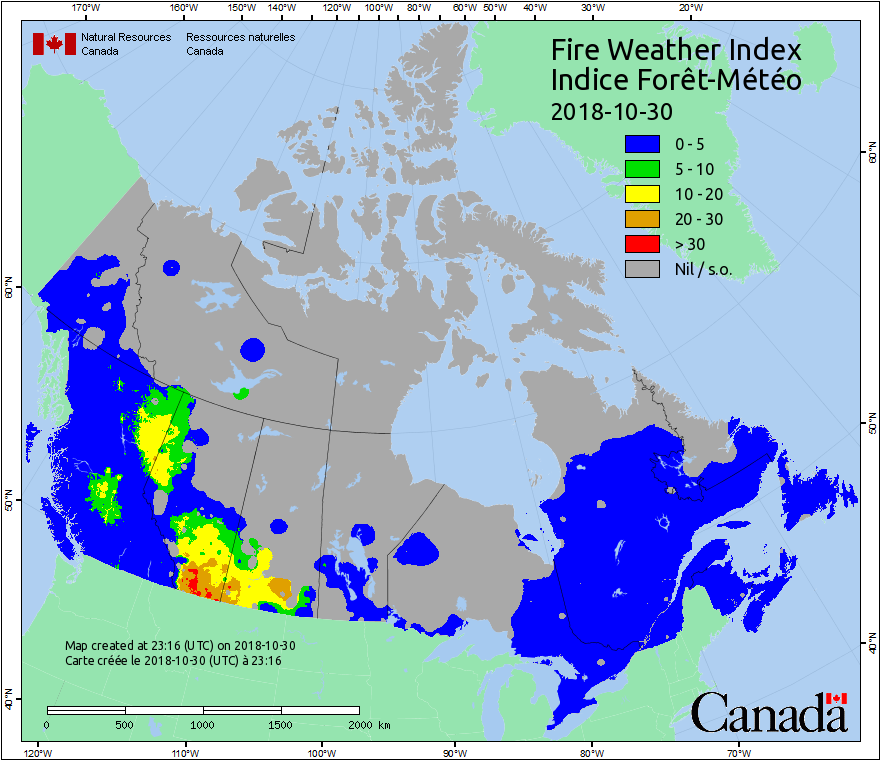 170°W 160°W 150°W 140°W 130°W 120°W 110°W 100°W 90°W 80°W 60°W 50°W 40°W 30°W 20°W
Natural Resources Ressources naturelles
Canada Canada
Fire Weather Index
Indice Forêt-Météo
2018-10-30
0 - 5
5 - 10
10 - 20
20 - 30
> 30
Nil / s.o.
60°N
60°N
50°N
50°N
40°N
40°N
Map created at 23:16 (UTC) on 2018-10-30
Carte créée le 2018-10-30 (UTC) à 23:16
0 500 1000 1500 2000 km
Canada
120°W 110°W 100°W 90°W 80°W 70°W